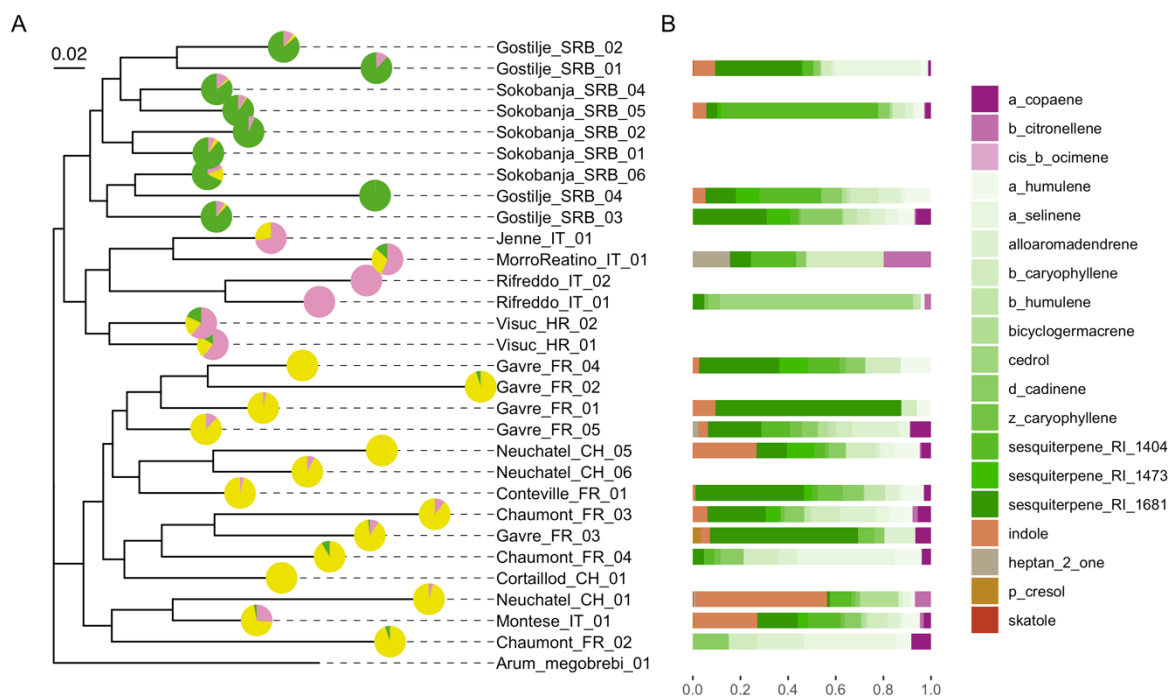 A
B
0.02
Gostilje_SRB_02
Gostilje_SRB_01
Sokobanja_SRB_04
Sokobanja_SRB_05
Sokobanja_SRB_02
Sokobanja_SRB_01
Sokobanja_SRB_06
Gostilje_SRB_04
Gostilje_SRB_03
Jenne_IT_01
MorroReatino_IT_01
Rifreddo_IT_02
Rifreddo_IT_01
Visuc_HR_02
Visuc_HR_01
Gavre_FR_04
Gavre_FR_02
Gavre_FR_01
Gavre_FR_05
Neuchatel_CH_05
Neuchatel_CH_06
Conteville_FR_01
Chaumont_FR_03
Gavre_FR_03
Chaumont_FR_04
Cortaillod_CH_01
Neuchatel_CH_01
Montese_IT_01
Chaumont_FR_02
Arum_megobrebi_01
0.0 0.2 0.4 0.6 0.8 1.0
a_copaene
b_citronellene
cis_b_ocimene
a_humulene
a_selinene
alloaromadendrene
b_caryophyllene
b_humulene
bicyclogermacrene
cedrol
d_cadinene
z_caryophyllene
sesquiterpene_RI_1404
sesquiterpene_RI_1473
sesquiterpene_RI_1681
indole
heptan_2_one
p_cresol
skatole